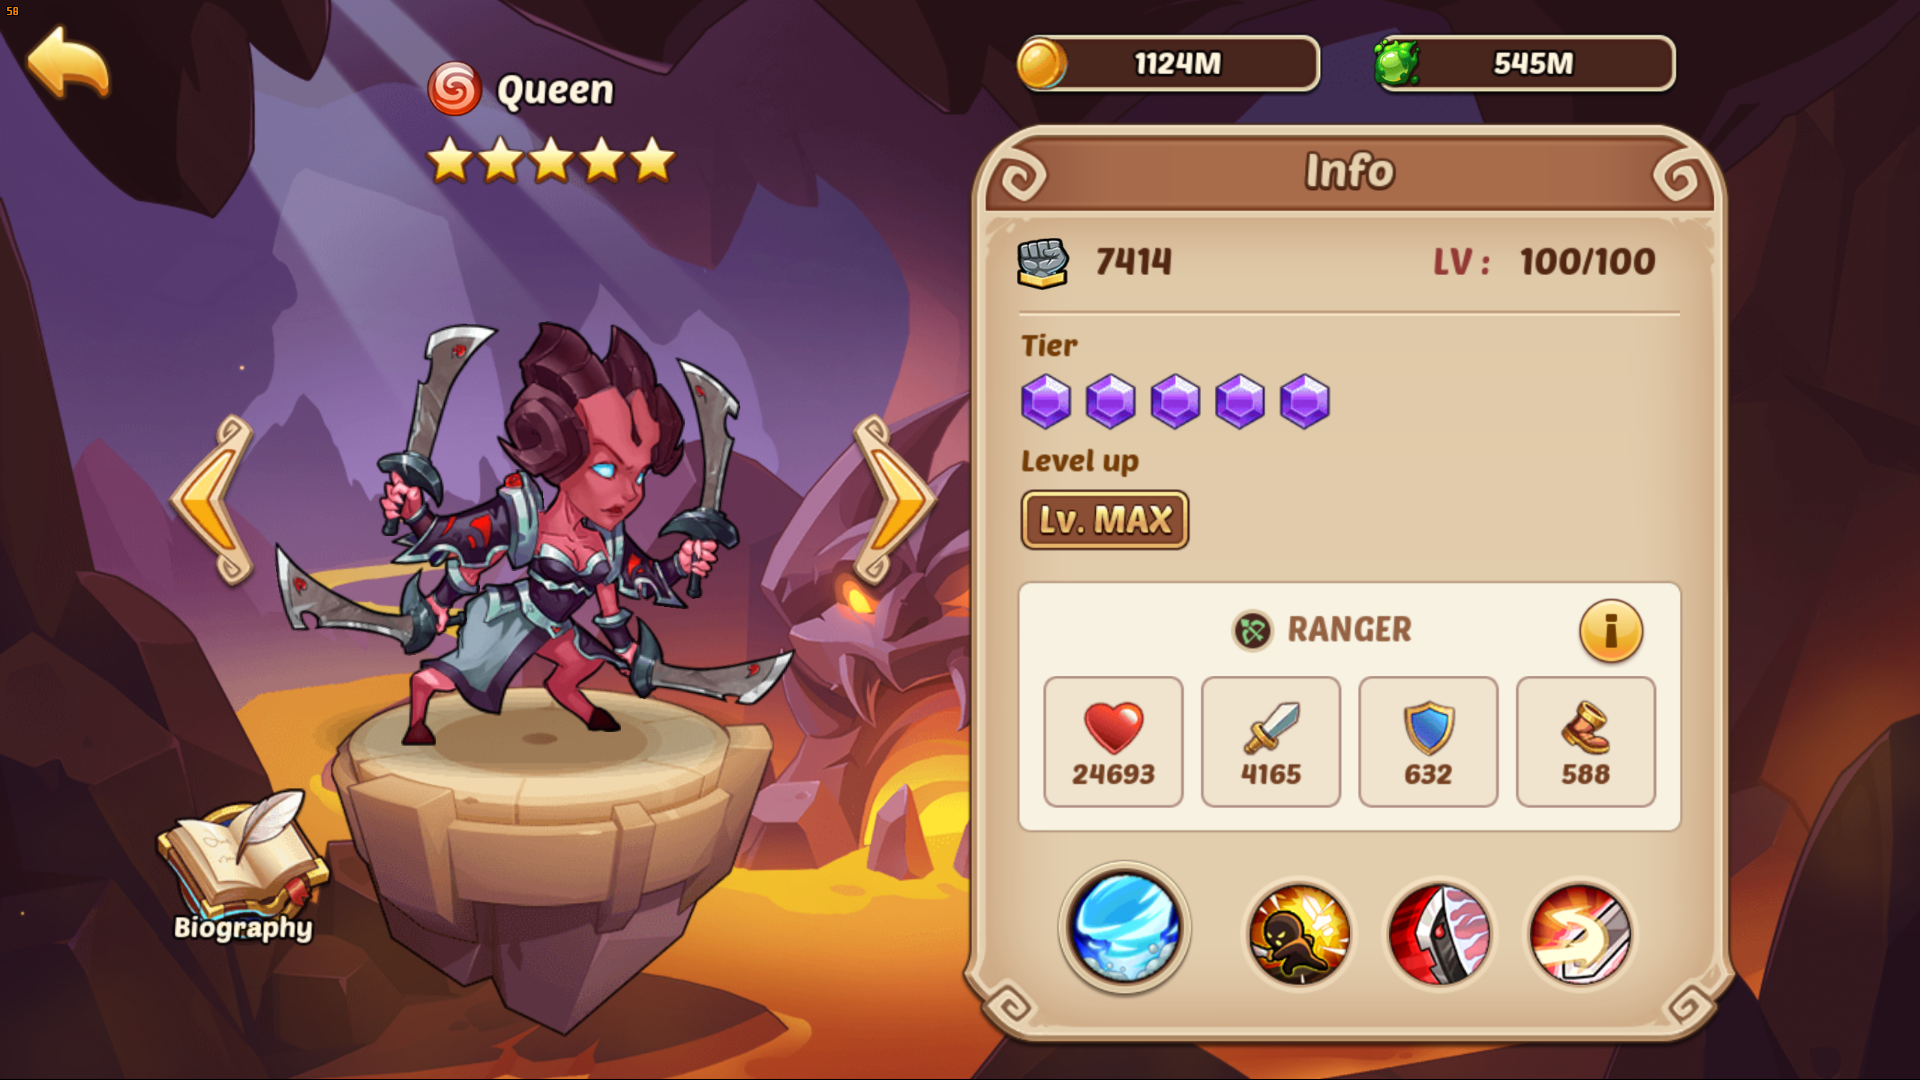 58
Queen
1124M
545M
Info
7414
LV : 100/100
Tier
Level up
Lv. MAX
RANGER
24693
4165
632
588
Biography